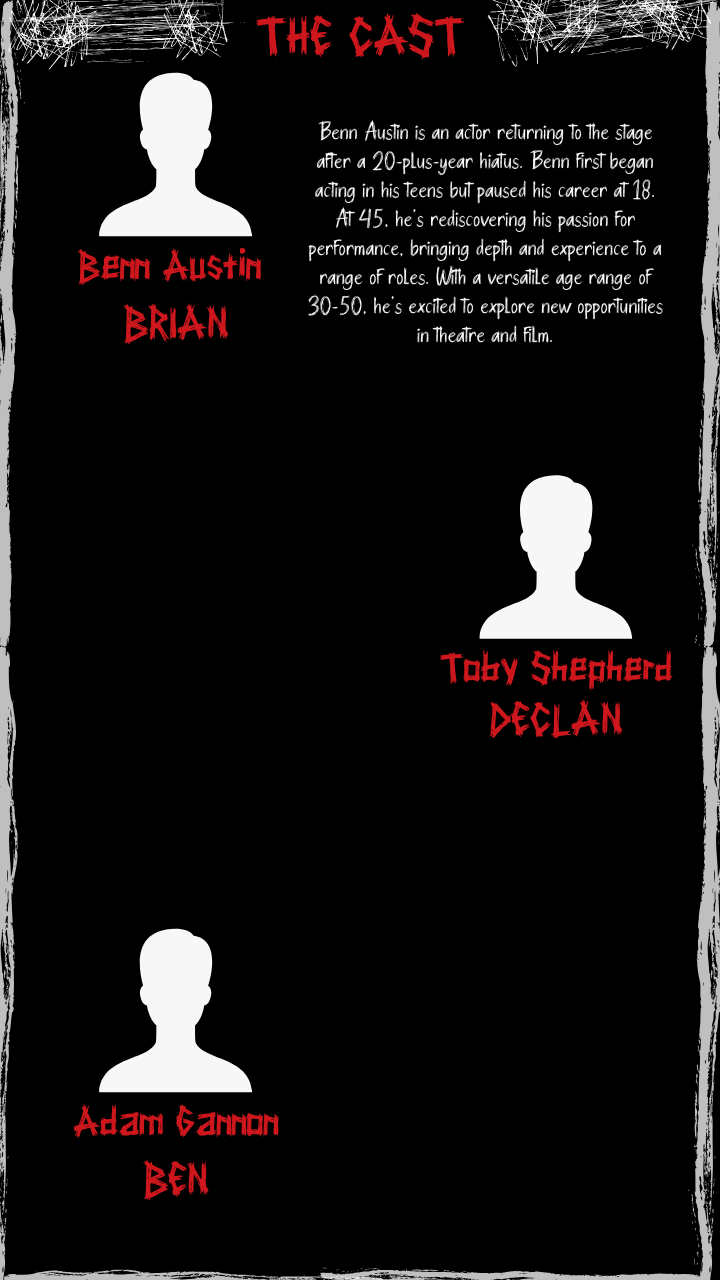 THE CAST
Benn Austin
BRIAN
Benn Austin is an actor returning to the stage
after a 20-plus-year hiatus. Benn first began
acting in his teens but paused his career at 18.
At 45, he's rediscovering his passion for
performance, bringing depth and experience to a
range of roles. With a versatile age range of
30-50, he's excited to explore new opportunities
in theatre and film.
Toby Shepherd
DECLAN
Adam Gannon
BEN